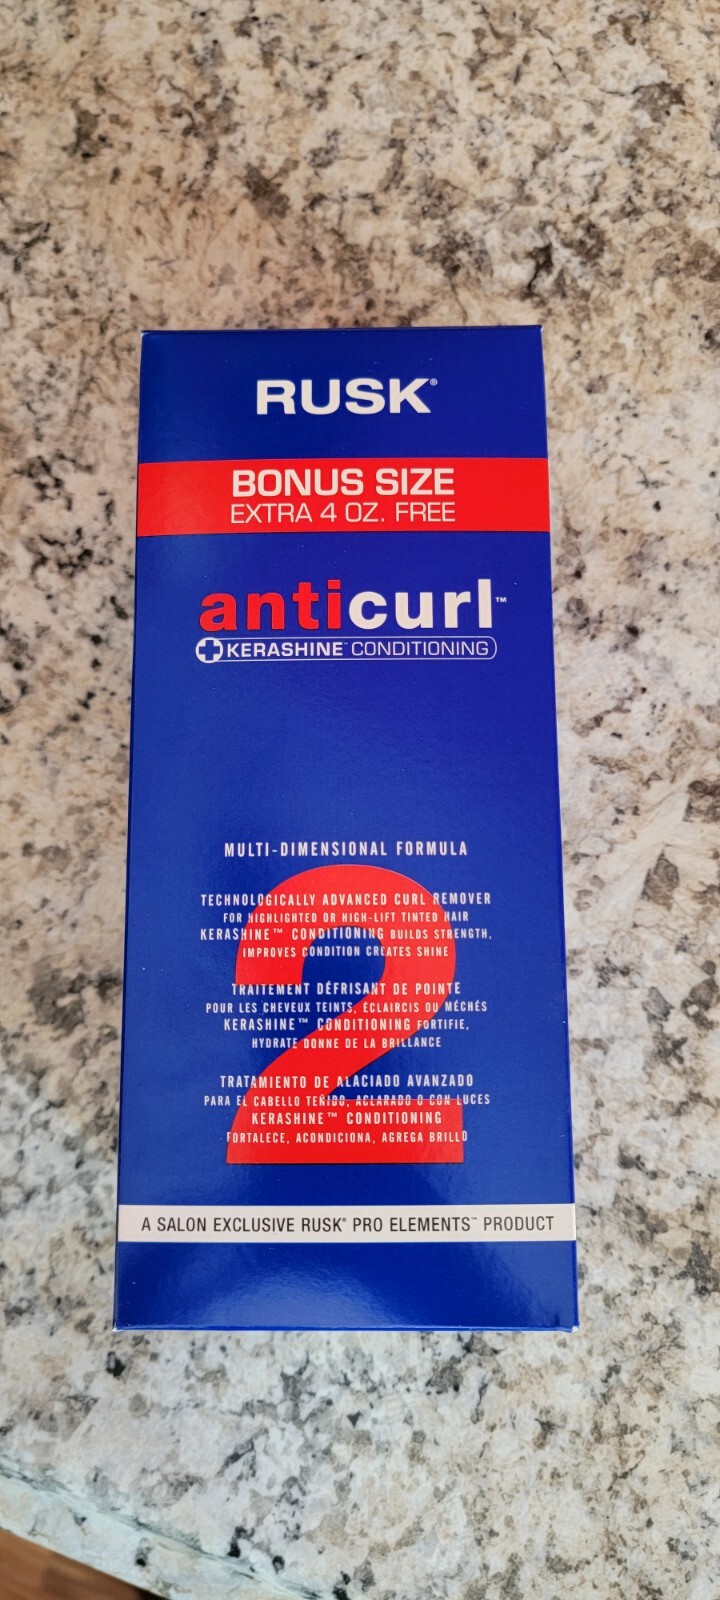 RUSK®
BONUS SIZE
EXTRA 4 OZ. FREE
anticurl™
KERASHINE™ CONDITIONING
MULTI-DIMENSIONAL FORMULA
2
TECHNOLOGICALLY ADVANCED CURL REMOVER
FOR HIGHLIGHTED OR HIGH-LIFT TINTED HAIR
KERASHINE™ CONDITIONING BUILDS STRENGTH,
IMPROVES CONDITION CREATES SHINE
TRAITEMENT DÉFRISANT DE POINTE
POUR LES CHEVEUX TEINTS, ÉCLAIRCIS OU MÉCHÉS
KERASHINE™ CONDITIONING FORTIFIE,
HYDRATE DONNE DE LA BRILLANCE
TRATAMIENTO DE ALACIADO AVANZADO
PARA EL CABELLO TEÑIDO, ACLARADO O CON LUCES
KERASHINE™ CONDITIONING
FORTALECE, ACONDICIONA, AGREGA BRILLO
A SALON EXCLUSIVE RUSK® PRO ELEMENTS™ PRODUCT